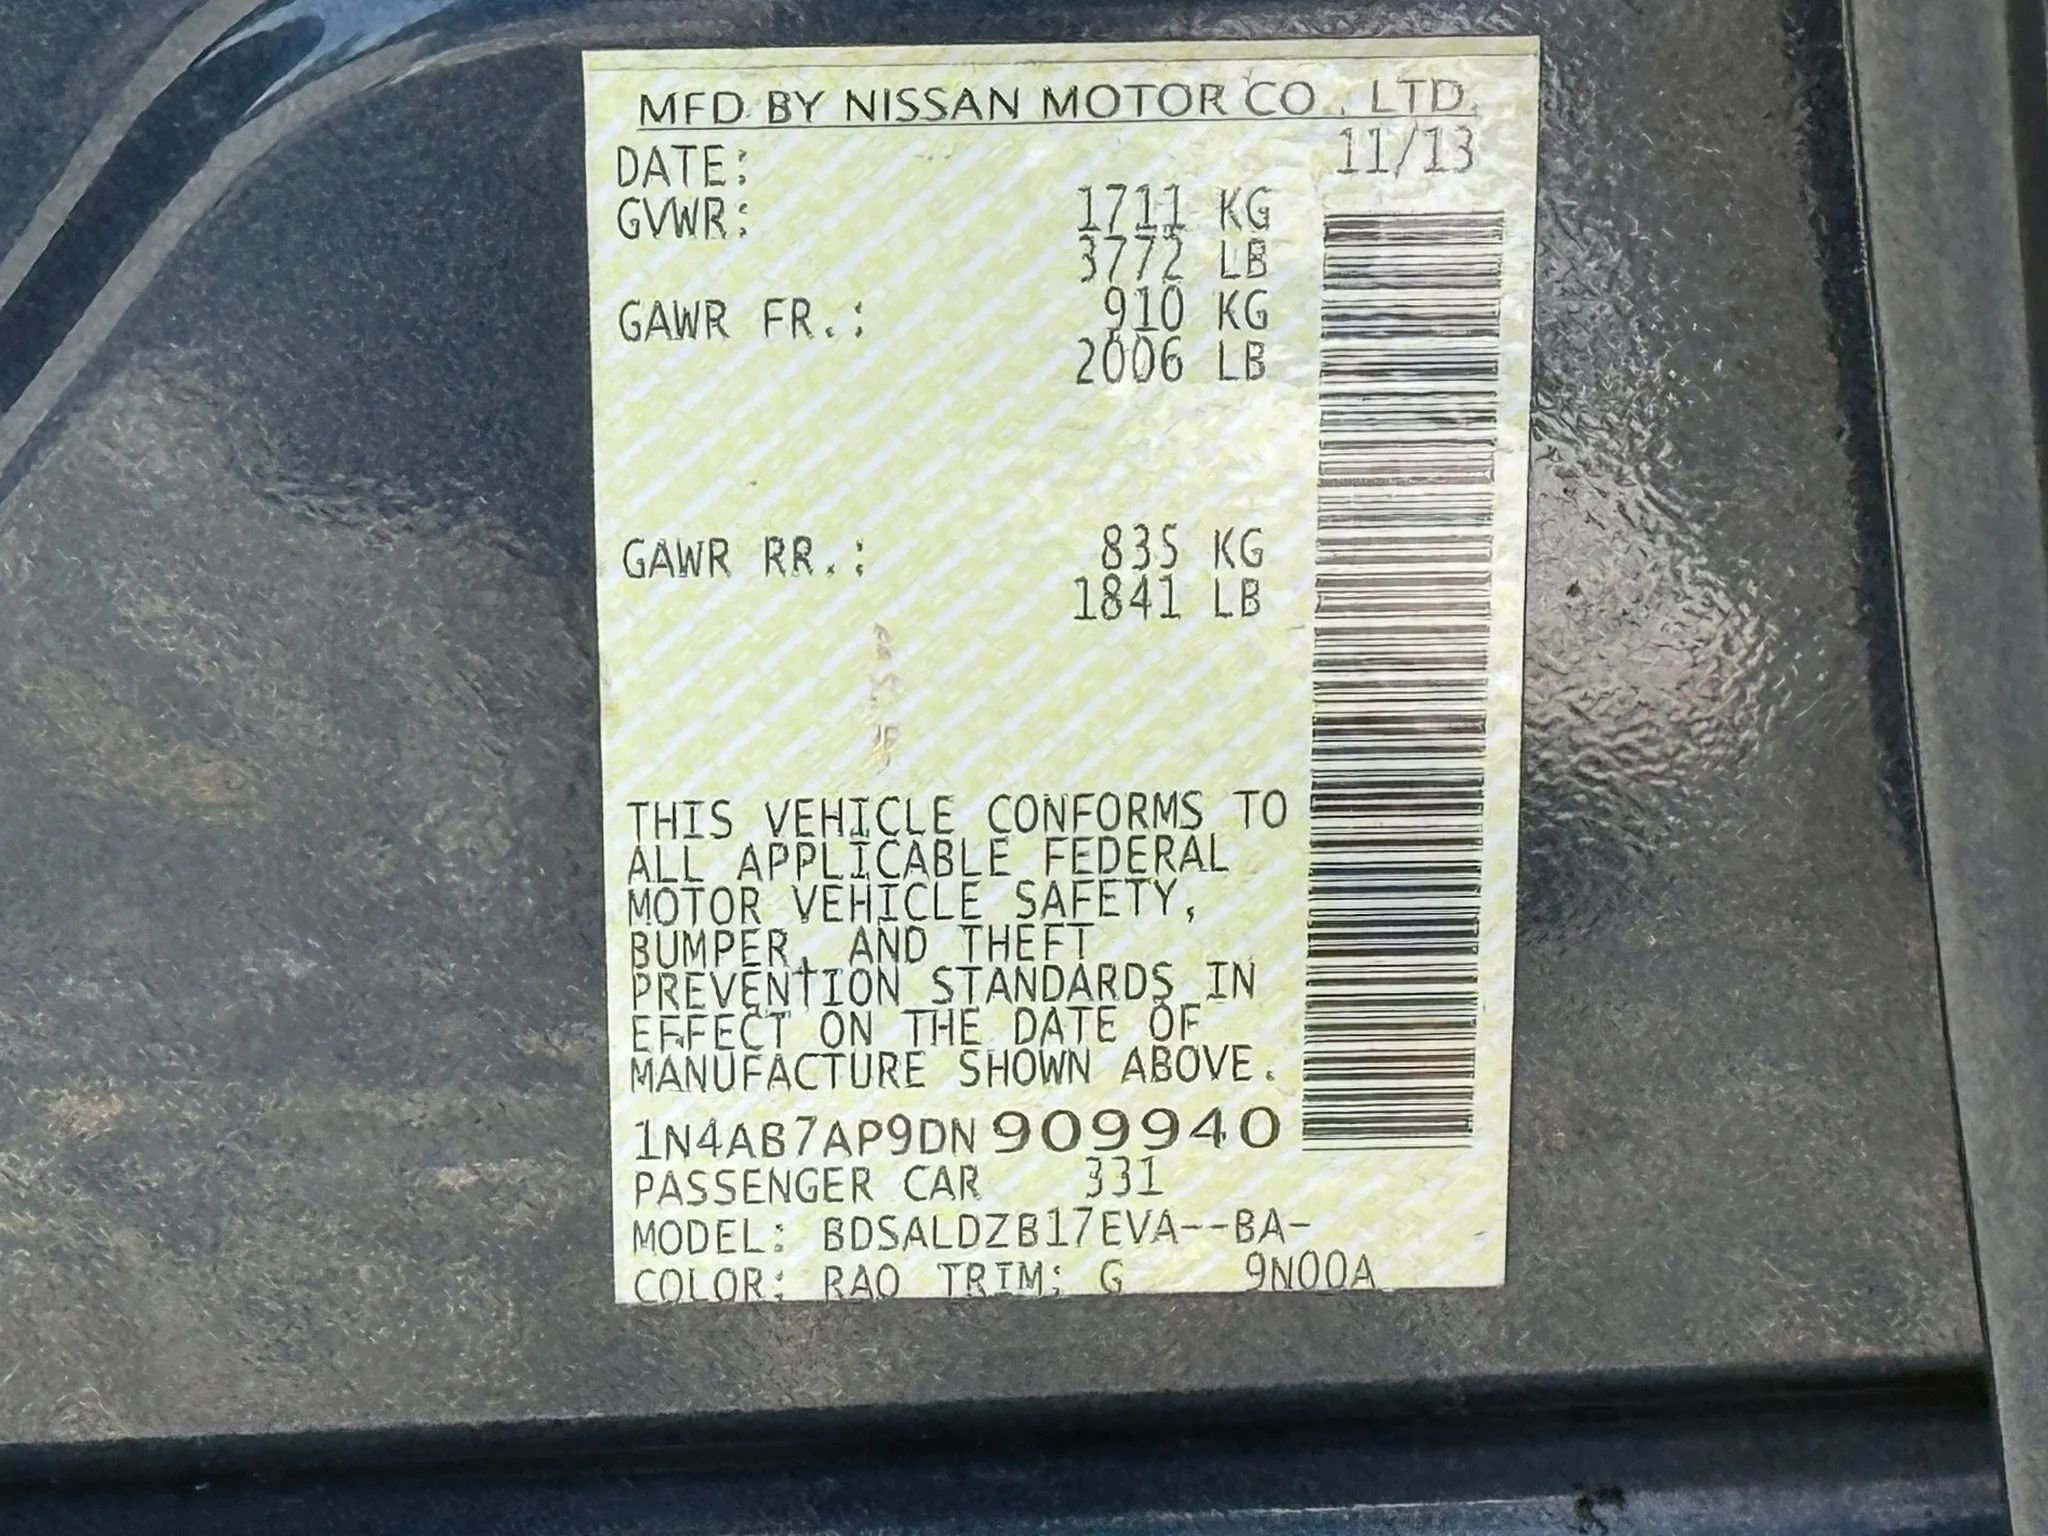 MFD BY NISSAN MOTOR CO., LTD.
DATE: 11/13
GVWR: 1711 KG
3772 LB
GAWR FR.: 910 KG
2006 LB
GAWR RR.: 835 KG
1841 LB
THIS VEHICLE CONFORMS TO
ALL APPLICABLE FEDERAL
MOTOR VEHICLE SAFETY,
BUMPER, AND THEFT
PREVENTION STANDARDS IN
EFFECT ON THE DATE OF
MANUFACTURE SHOWN ABOVE.
1N4AB7AP9DN909940
PASSENGER CAR 331
MODEL: BDSALDZB17EVA--BA-
COLOR: RAQ TRIM: G 9N00A